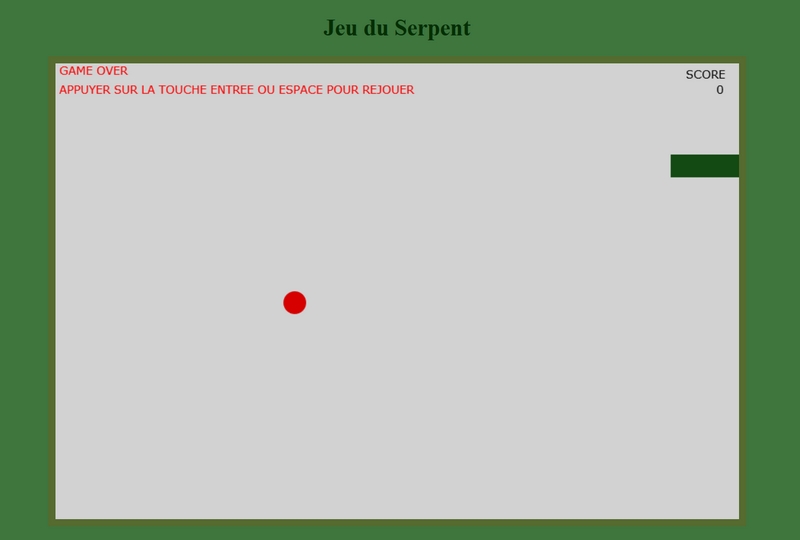 Jeu du Serpent
GAME OVER
SCORE
APPUYER SUR LA TOUCHE ENTREE OU ESPACE POUR REJOUER
0